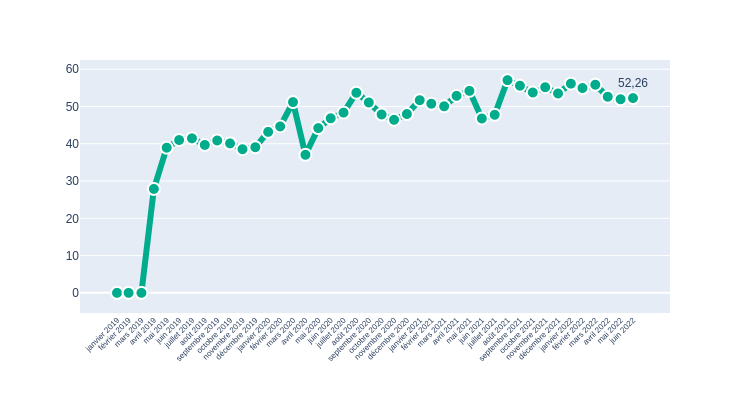 60
50
40
30
20
10
0
52,26
janvier 2019
février 2019
mars 2019
avril 2019
mai 2019
juin 2019
juillet 2019
août 2019
septembre 2019
octobre 2019
novembre 2019
décembre 2019
janvier 2020
février 2020
mars 2020
avril 2020
mai 2020
juin 2020
juillet 2020
août 2020
septembre 2020
octobre 2020
novembre 2020
décembre 2020
janvier 2021
février 2021
mars 2021
avril 2021
mai 2021
juin 2021
juillet 2021
août 2021
septembre 2021
octobre 2021
novembre 2021
décembre 2021
janvier 2022
février 2022
mars 2022
avril 2022
mai 2022
juin 2022